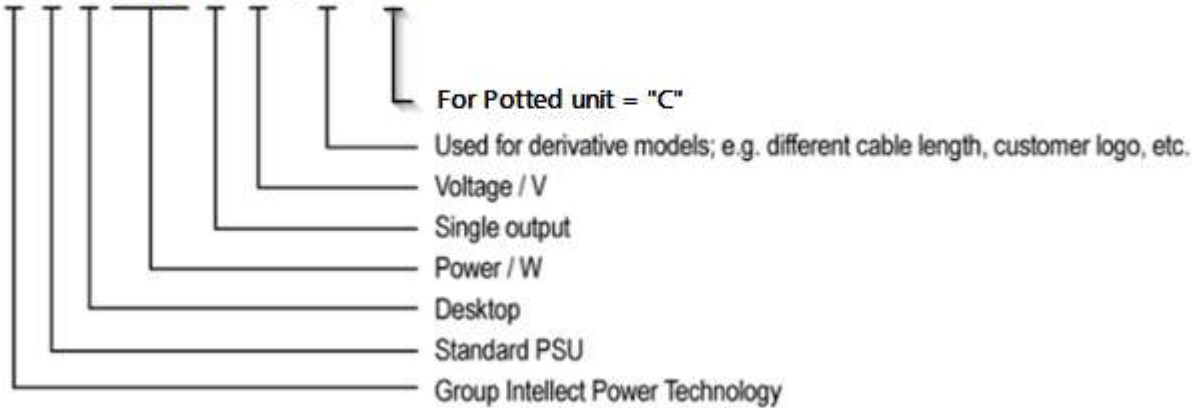 For Potted unit = "C"
Used for derivative models; e.g. different cable length, customer logo, etc.
Voltage / V
Single output
Power / W
Desktop
Standard PSU
Group Intellect Power Technology